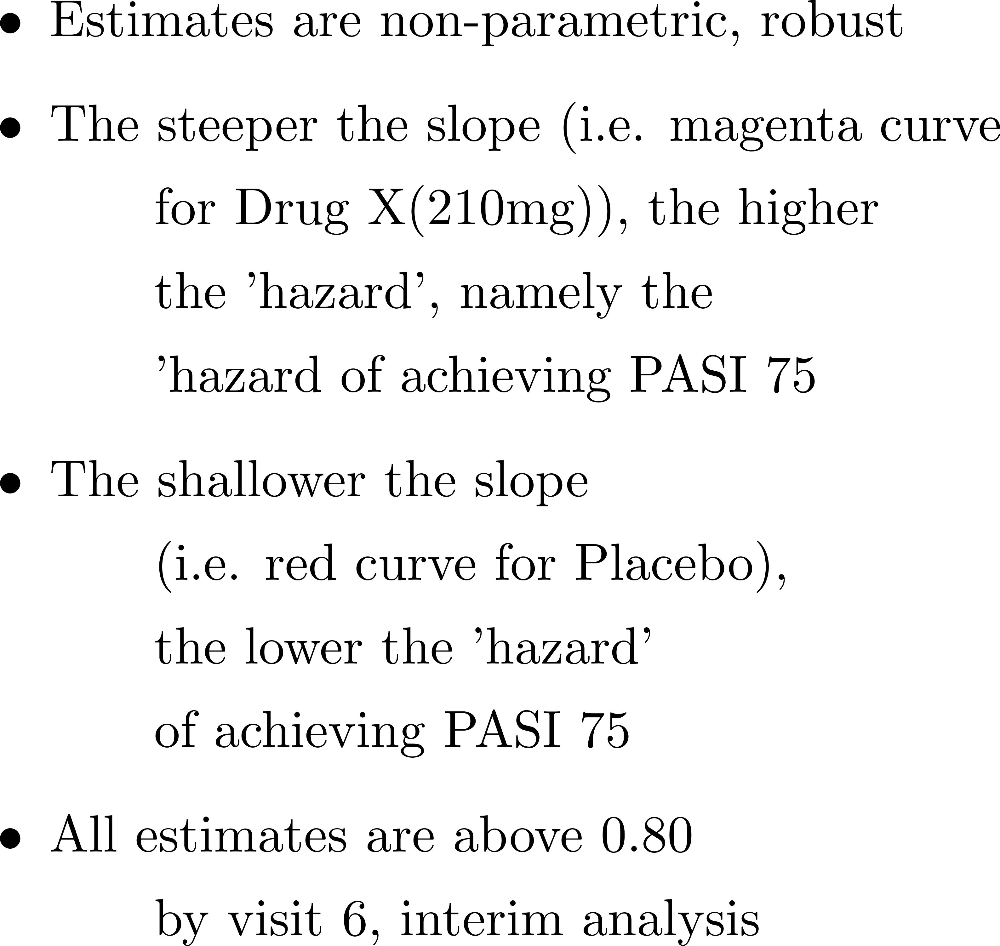 • Estimates are non-parametric, robust
• The steeper the slope (i.e. magenta curve
for Drug X(210mg)), the higher
the ’hazard’, namely the
’hazard of achieving PASI 75
• The shallower the slope
(i.e. red curve for Placebo),
the lower the ’hazard’
of achieving PASI 75
• All estimates are above 0.80
by visit 6, interim analysis